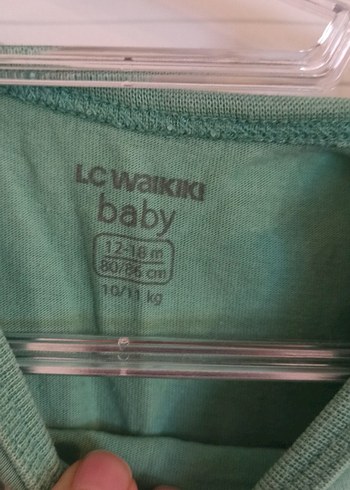 LC WaIKIKI
baby
12-18 m
80/86 cm
10/11 kg